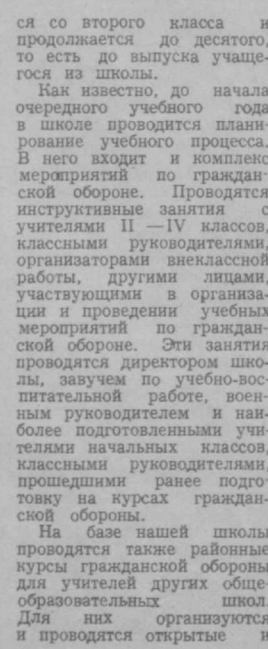 ся со второго класса и
продолжается до десятого,
то есть до выпуска учаще-
гося из школы.
Как известно, до начала
очередного учебного года
в школе проводится плани-
рование учебного процесса.
В него входит и комплекс
мероприятий по граждан-
ской обороне. Проводятся
инструктивные занятия с
учителями II —IV классов,
классными руководителями,
организаторами внеклассной
работы, другими лицами,
участвующими в организа-
ции и проведении учебных
мероприятий по граждан-
ской обороне. Эти занятия
проводятся директором шко-
лы, завучем по учебно-вос-
питательной работе, воен-
ным руководителем и наи-
более подготовленными учи-
телями начальных классов,
классными руководителями,
прошедшими ранее подго-
товку на курсах граждан-
ской обороны.
На базе нашей школы
проводятся также районные
курсы гражданской обороны
для учителей других обще-
образовательных школ.
Для них организуются
и проводятся открытые и